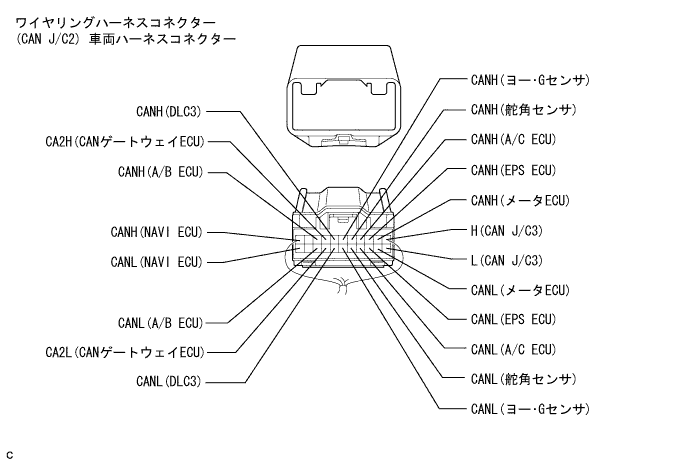 ワイヤリングハーネスコネクター
(CAN J/C2) 車両ハーネスコネクター
CANH(DLC3)
CA2H(CANゲートウェイECU)
CANH(A/B ECU)
CANH(NAVI ECU)
CANL(NAVI ECU)
CANL(A/B ECU)
CA2L(CANゲートウェイECU)
CANL(DLC3)
CANH(ヨー・Gセンサ)
CANH(舵角センサ)
CANH(A/C ECU)
CANH(EPS ECU)
CANH(メータECU)
H(CAN J/C3)
L(CAN J/C3)
CANL(メータECU)
CANL(EPS ECU)
CANL(A/C ECU)
CANL(舵角センサ)
CANL(ヨー・Gセンサ)
C